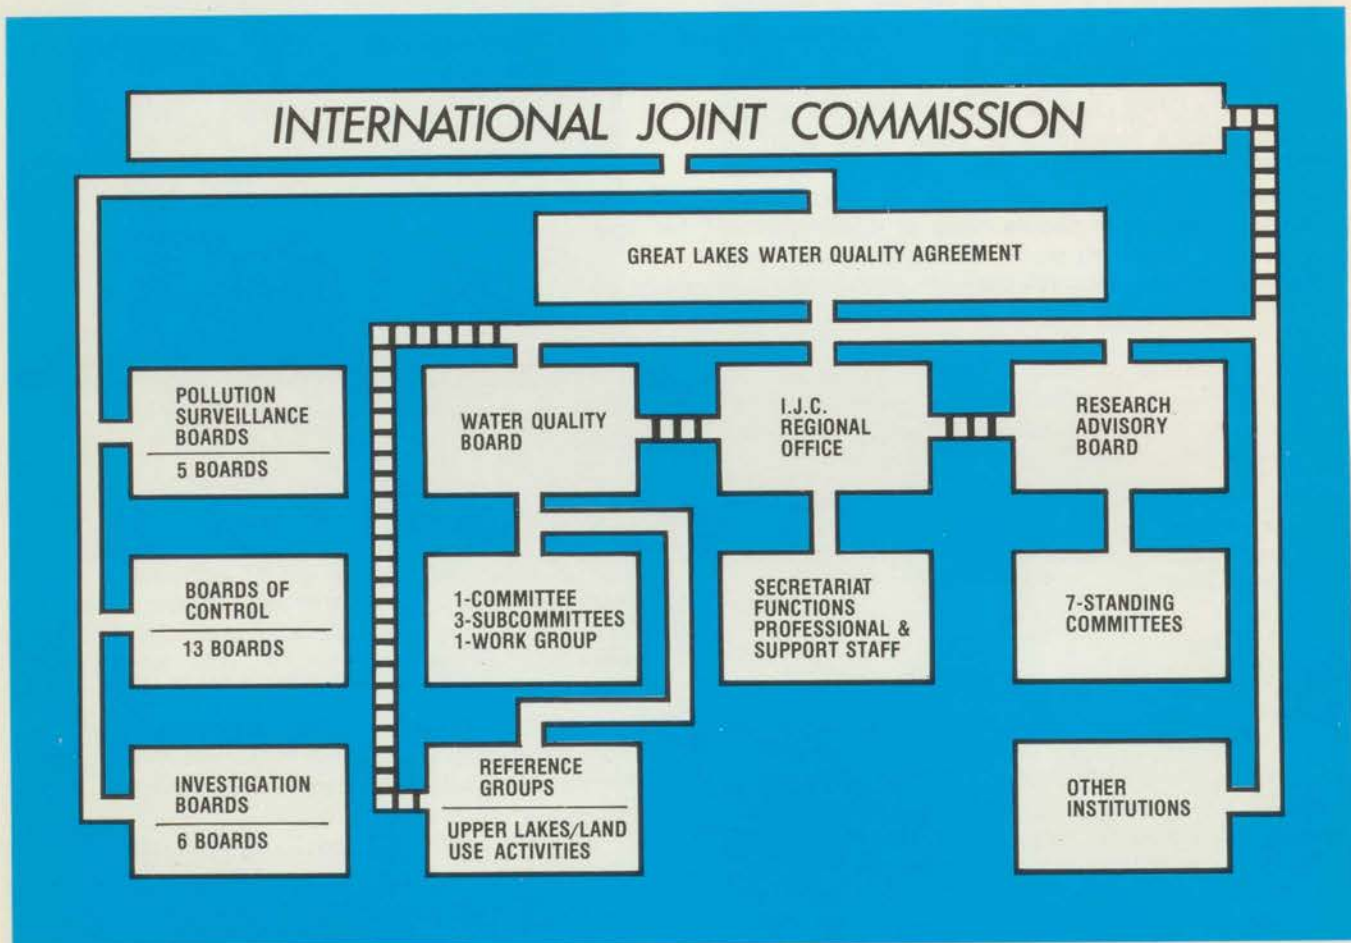 INTERNATIONAL JOINT COMMISSION
GREAT LAKES WATER QUALITY AGREEMENT
POLLUTION
SURVEILLANCE
BOARDS
5 BOARDS
WATER QUALITY
BOARD
I.J.C.
REGIONAL
OFFICE
RESEARCH
ADVISORY
BOARD
BOARDS OF
CONTROL
13 BOARDS
1-COMMITTEE
3-SUBCOMMITTEES
1-WORK GROUP
SECRETARIAT
FUNCTIONS
PROFESSIONAL &
SUPPORT STAFF
7-STANDING
COMMITTEES
INVESTIGATION
BOARDS
6 BOARDS
REFERENCE
GROUPS
UPPER LAKES/LAND
USE ACTIVITIES
OTHER
INSTITUTIONS